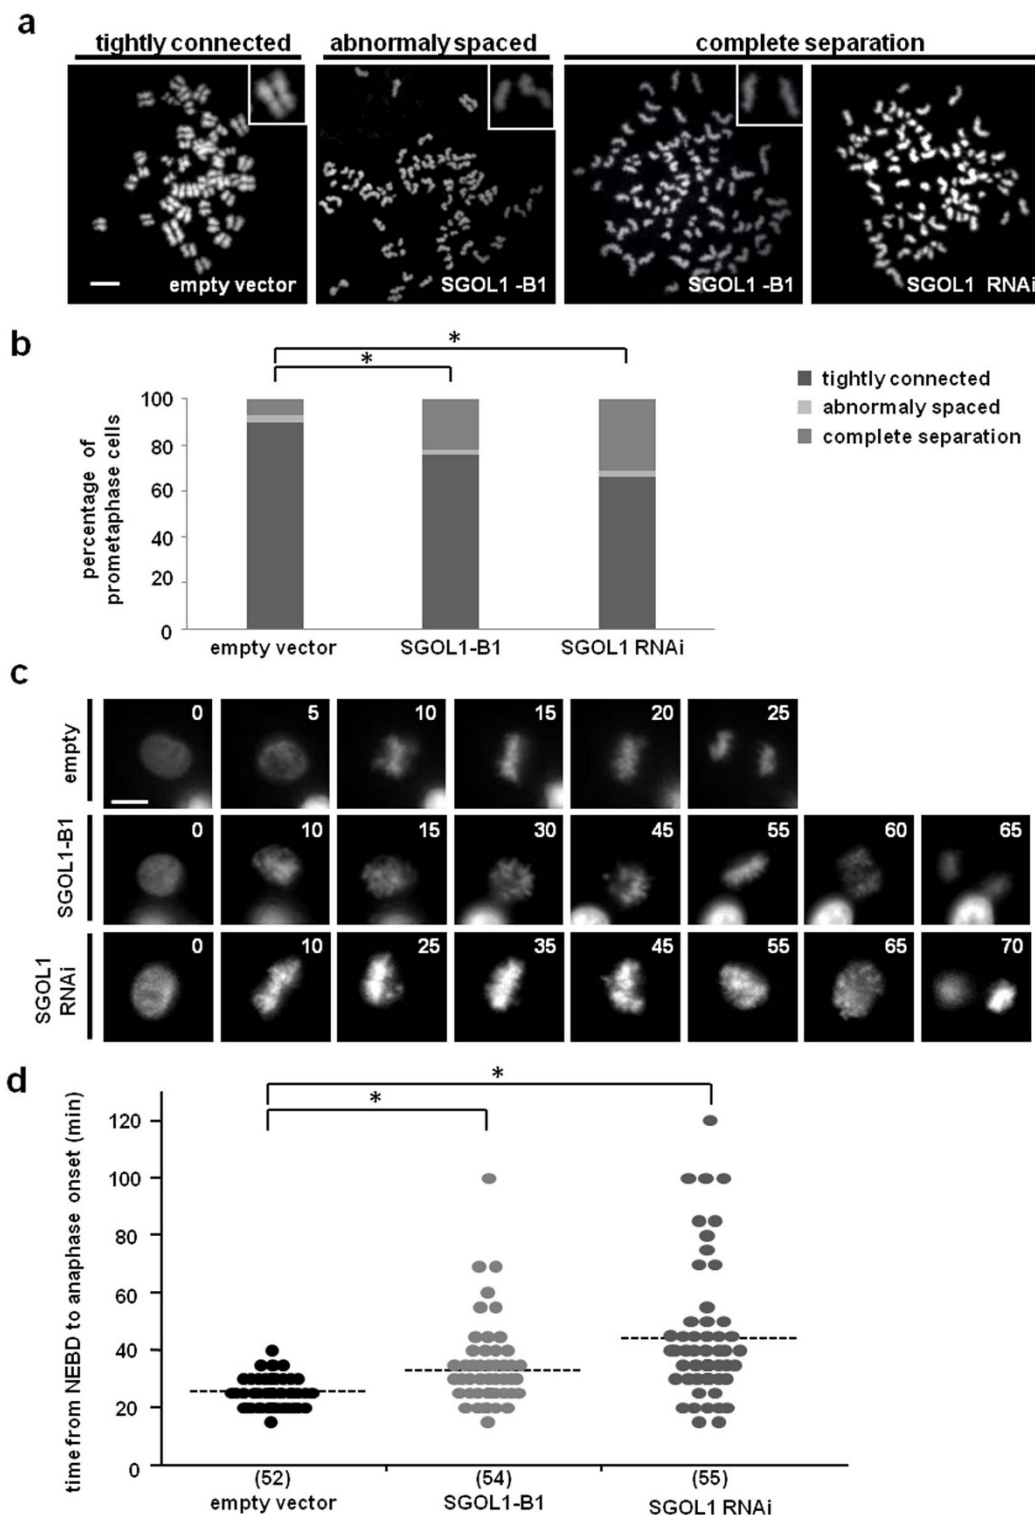 a
tightly connected
abnormaly spaced
complete separation
empty vector
SGOL1 -B1
SGOL1 -B1
SGOL1 RNAi
b
*
*
percentage of
prometaphase cells
100
80
60
40
20
0
empty vector
SGOL1-B1
SGOL1 RNAi
tightly connected
abnormaly spaced
complete separation
c
empty
0
5
10
15
20
25
SGOL1-B1
0
10
15
30
45
55
60
65
SGOL1
RNAi
0
10
25
35
45
55
65
70
d
*
*
time from NEBD to anaphase onset (min)
120
100
80
60
40
20
0
(52)
(54)
(55)
empty vector
SGOL1-B1
SGOL1 RNAi